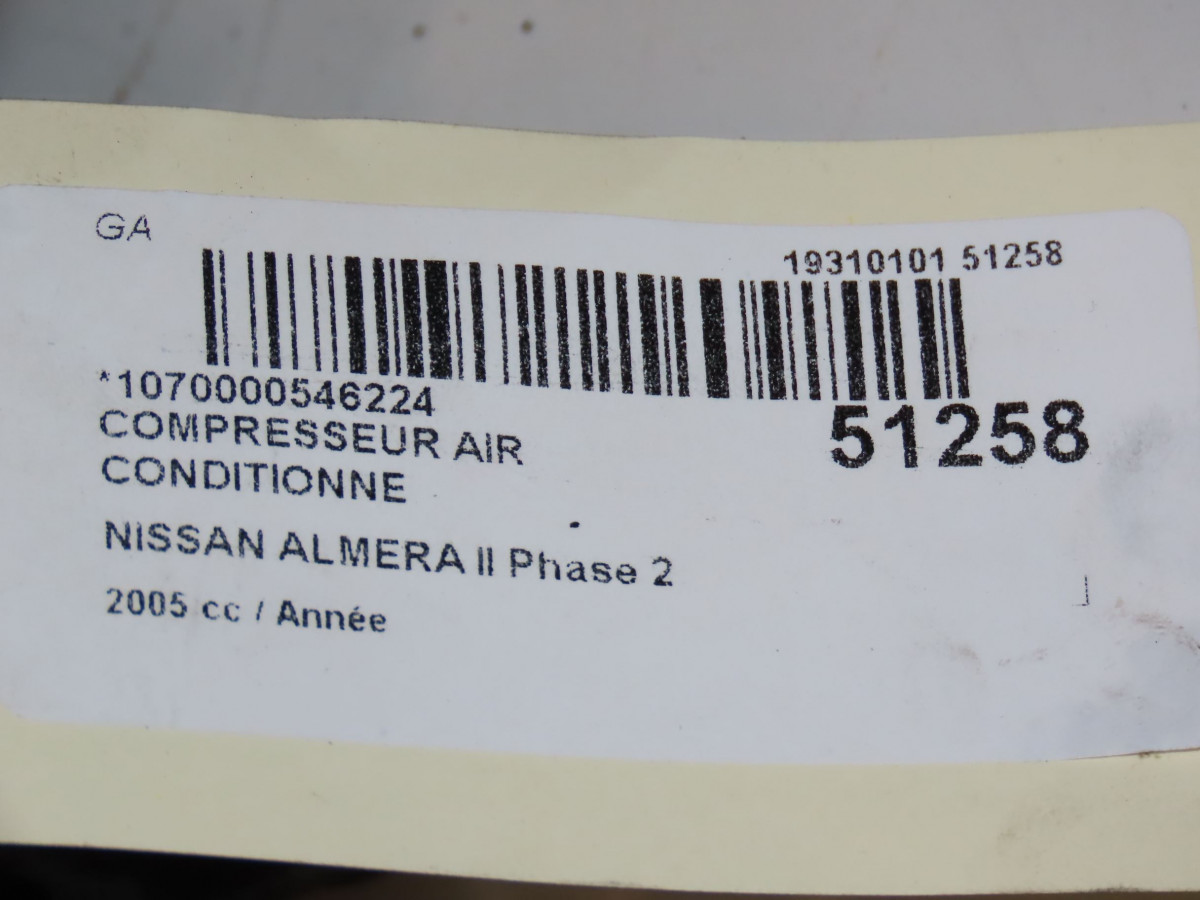 GA
19310101 51258
*1070000546224
51258
COMPRESSEUR AIR
CONDITIONNE
NISSAN ALMERA II Phase 2
2005 cc / Année